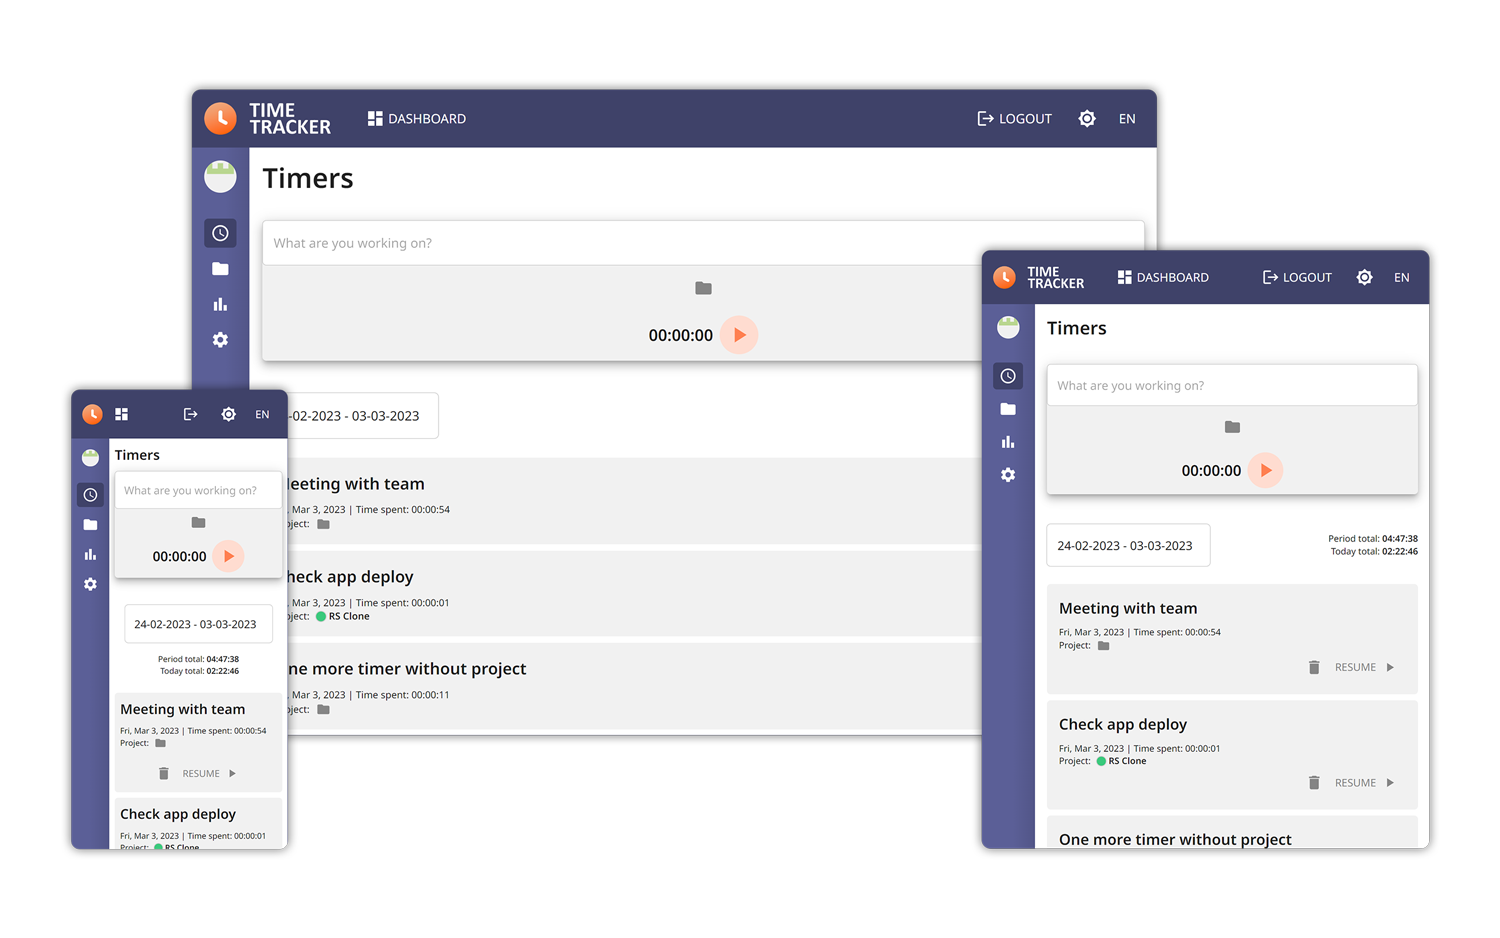 TIME
TRACKER
DASHBOARD
LOGOUT
EN
Timers
What are you working on?
00:00:00
-02-2023 - 03-03-2023
eeting with team
, Mar 3, 2023 | Time spent: 00:00:54
ject:
heck app deploy
, Mar 3, 2023 | Time spent: 00:00:01
ject: RS Clone
ne more timer without project
, Mar 3, 2023 | Time spent: 00:00:11
ject:
EN
Timers
What are you working on?
00:00:00
24-02-2023 - 03-03-2023
Period total: 04:47:38
Today total: 02:22:46
Meeting with team
Fri, Mar 3, 2023 | Time spent: 00:00:54
Project:
RESUME
Check app deploy
Fri, Mar 3, 2023 | Time spent: 00:00:01
Project: RS Clone
TIME
TRACKER
DASHBOARD
LOGOUT
EN
Timers
What are you working on?
00:00:00
24-02-2023 - 03-03-2023
Period total: 04:47:38
Today total: 02:22:46
Meeting with team
Fri, Mar 3, 2023 | Time spent: 00:00:54
Project:
RESUME
Check app deploy
Fri, Mar 3, 2023 | Time spent: 00:00:01
Project: RS Clone
RESUME
One more timer without project